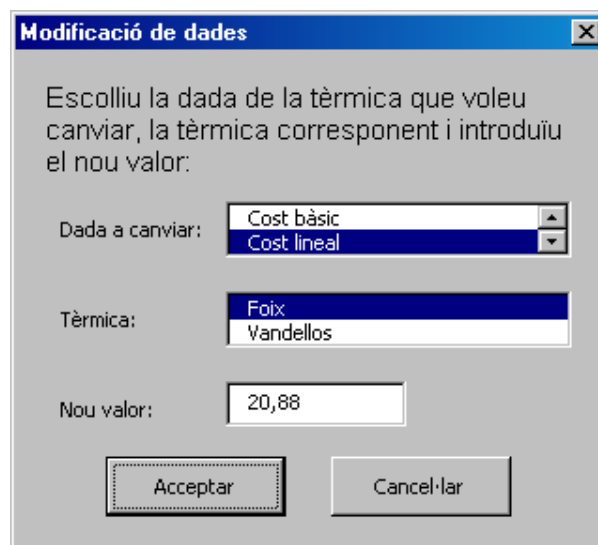 Modificació de dades
Escolliu la dada de la tèrmica que voleu
canviar, la tèrmica corresponent i introduïu
el nou valor:
Dada a canviar:
Cost bàsic
Cost lineal
Tèrmica:
Foix
Vandellos
Nou valor:
20,88
Acceptar
Cancel·lar